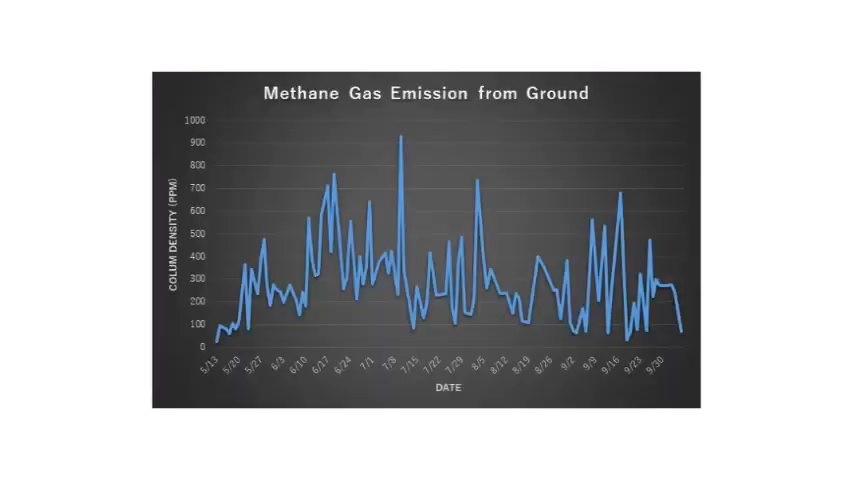 Methane Gas Emission from Ground
1000
900
800
700
600
500
400
300
200
100
0
COLUM DENSITY (PPM)
5/13 5/20 5/27 6/3 6/10 6/17 6/24 7/1 7/8 7/15 7/22 7/29 8/5 8/12 8/19 8/26 9/2 9/9 9/16 9/23 9/30
DATE